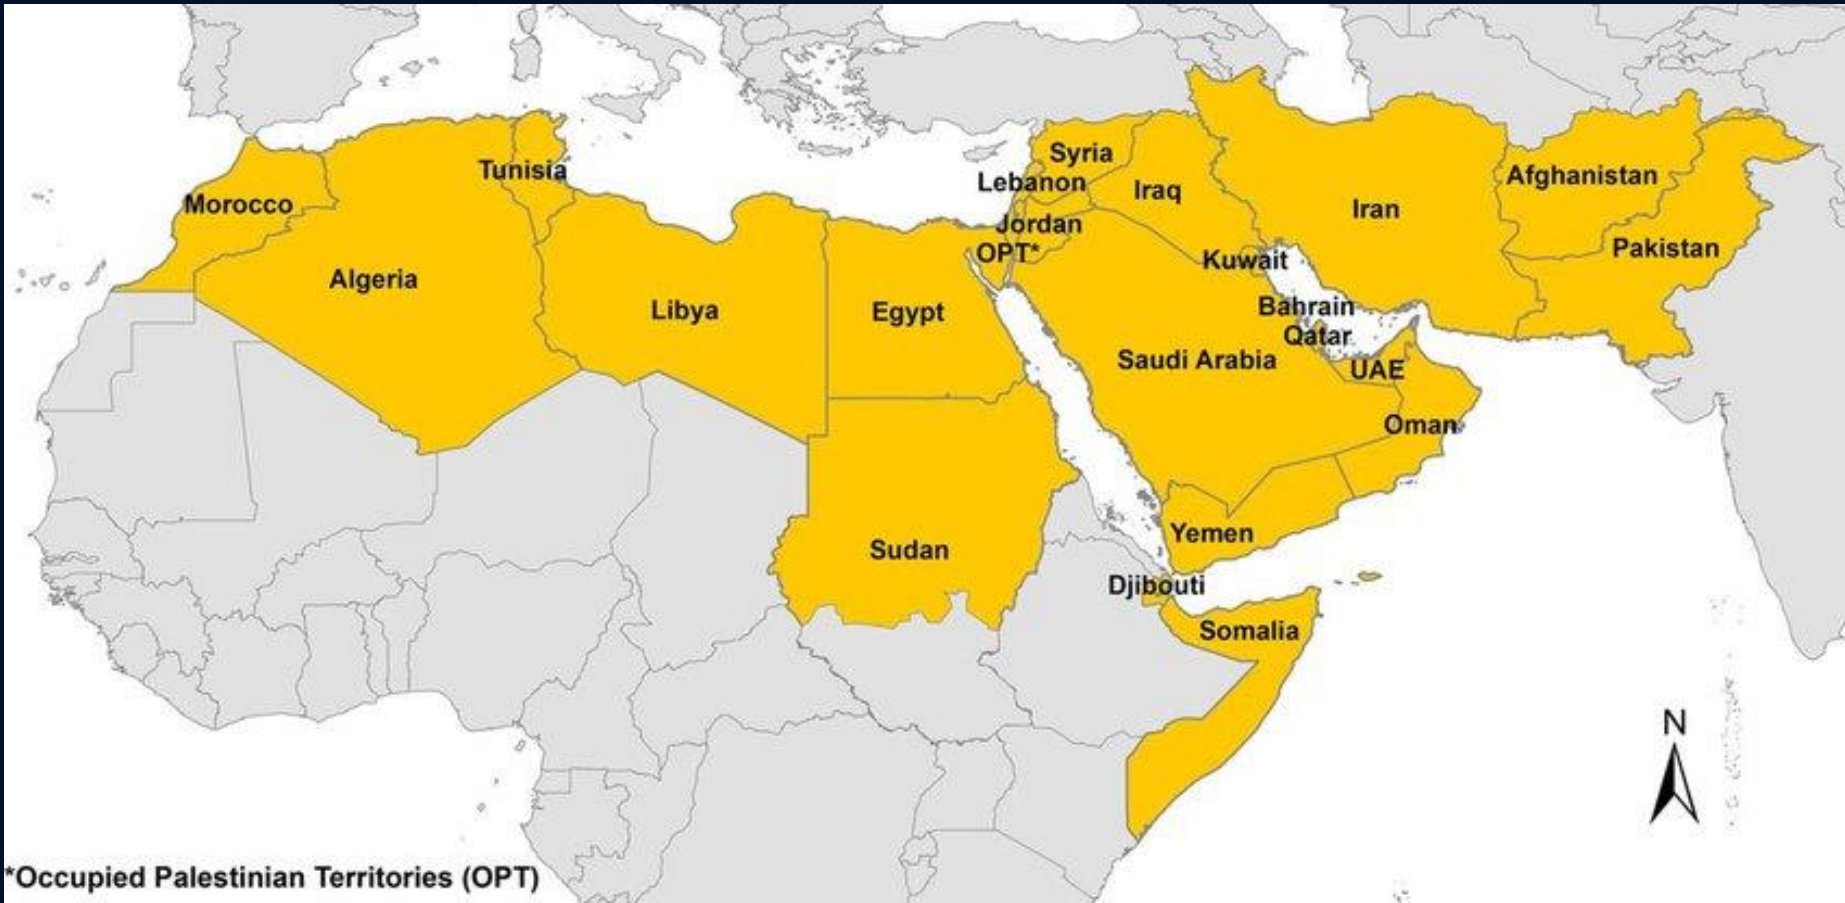 Syria
Tunisia
Lebanon
Afghanistan
Iraq
Morocco
Iran
Jordan
Pakistan
OPT*
Kuwait
Algeria
Bahrain
Libya
Egypt
Qatar
Saudi Arabia
UAE
Oman
Yemen
Sudan
Djibouti
Somalia
N
*Occupied Palestinian Territories (OPT)